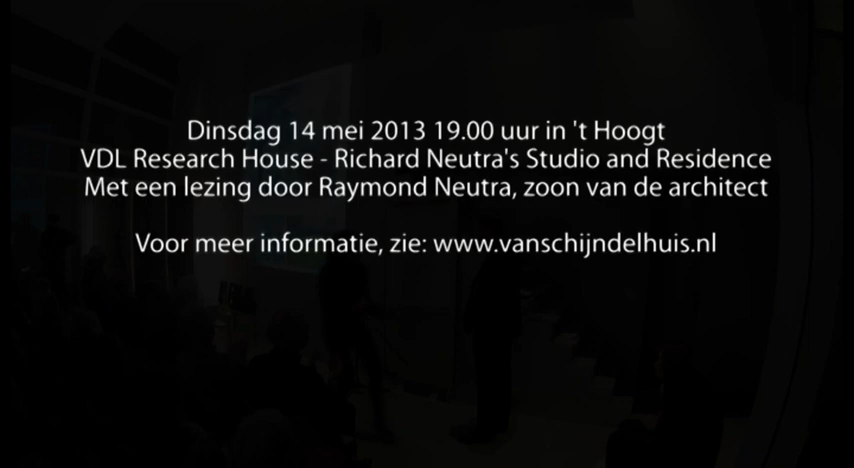 Dinsdag 14 mei 2013 19.00 uur in 't Hoogt
VDL Research House - Richard Neutra's Studio and Residence
Met een lezing door Raymond Neutra, zoon van de architect
Voor meer informatie, zie: www.vanschijndelhuis.nl